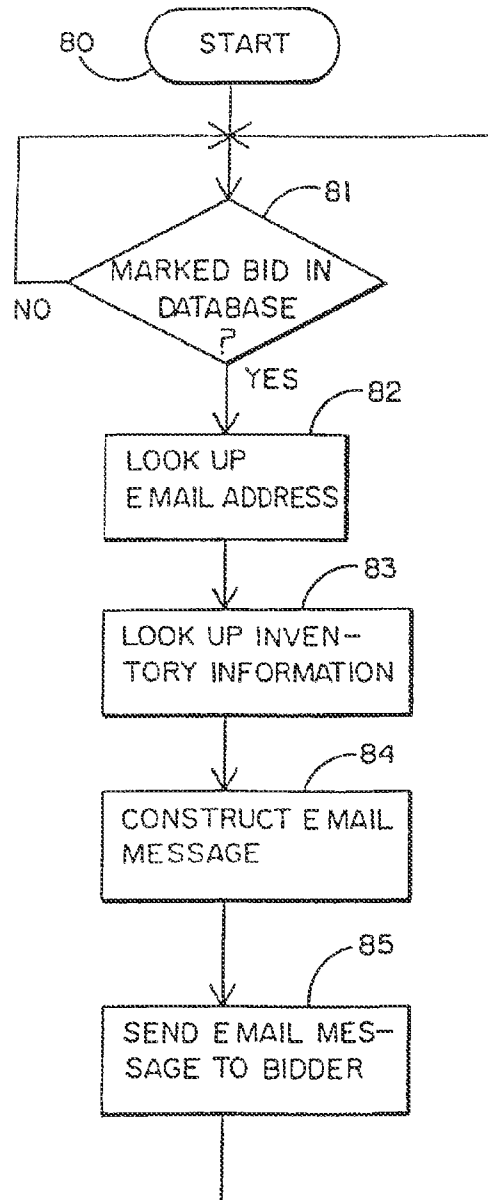 80
START
81
MARKED BID IN
DATABASE
?
NO
YES
82
LOOK UP
E MAIL ADDRESS
83
LOOK UP INVEN-
TORY INFORMATION
84
CONSTRUCT E MAIL
MESSAGE
85
SEND E MAIL MES-
SAGE TO BIDDER